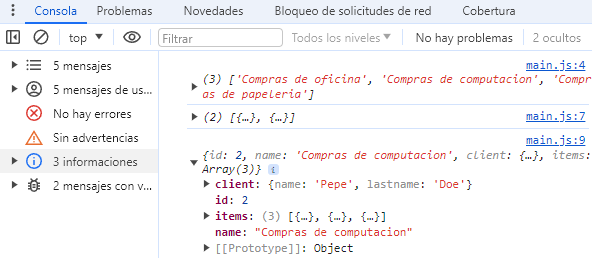 Consola Problemas Novedades Bloqueo de solicitudes de red Cobertura
top Filtrar Todos los niveles No hay problemas 2 ocultos
5 mensajes
5 mensajes de us...
No hay errores
Sin advertencias
3 informaciones
2 mensajes con v...
main.js:4
(3) ['Compras de oficina', 'Compras de computacion', 'Compr
as de papeleria']
main.js:7
(2) [{…}, {…}]
main.js:9
{id: 2, name: 'Compras de computacion', client: {…}, items:
Array(3)} i
client: {name: 'Pepe', lastname: 'Doe'}
id: 2
items: (3) [{…}, {…}, {…}]
name: "Compras de computacion"
[[Prototype]]: Object